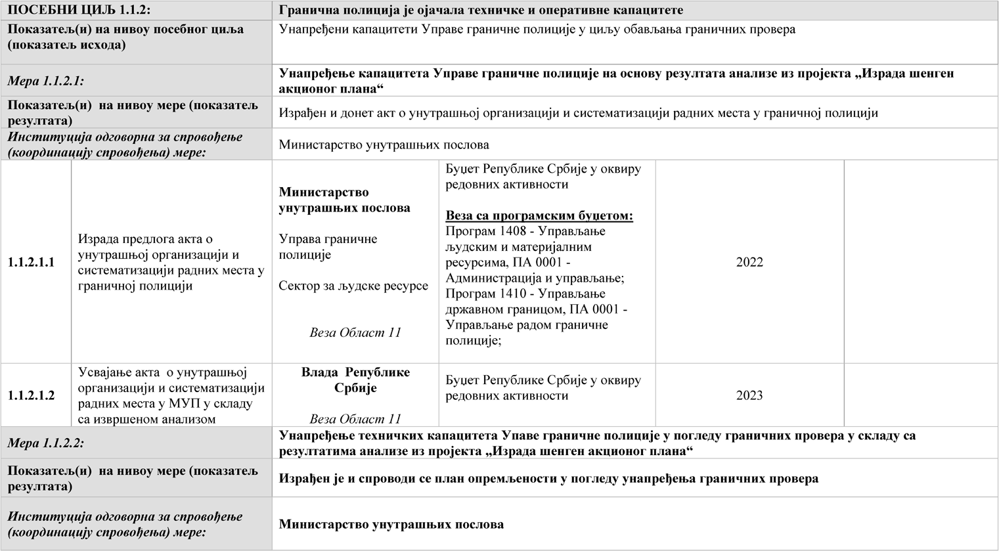 ПОСЕБНИ ЦИЉ 1.1.2:
Гранична полиција је ојачала техничке и оперативне капацитете
Показатељ(и) на нивоу посебног циља
(показатељ исхода)
Унапређени капацитети Управе граничне полиције у циљу обављања граничних провера
Мера 1.1.2.1:
Унапређење капацитета Управе граничне полиције на основу резултата анализе из пројекта „Израда шенген
акционог плана“
Показатељ(и) на нивоу мере (показатељ
резултата)
Израђен и донет акт о унутрашњој организацији и систематизацији радних места у граничној полицији
Институција одговорна за спровођење
(координацију спровођења) мере:
Министарство унутрашњих послова
1.1.2.1.1
Израда предлога акта о
унутрашњој организацији и
систематизацији радних места у
граничној полицији
Министарство
унутрашњих послова
Управа граничне
полиције
Сектор за људске ресурсе
Веза Област 11
Буџет Републике Србије у оквиру
редовних активности
Веза са програмским буџетом:
Програм 1408 - Управљање
људским и материјалним
ресурсима, ПА 0001 -
Администрација и управљање;
Програм 1410 - Управљање
државном границом, ПА 0001 -
Управљање радом граничне
полиције;
2022
1.1.2.1.2
Усвајање акта о унутрашњој
организацији и систематизацији
радних места у МУП у складу
са извршеном анализом
Влада Републике
Србије
Веза Област 11
Буџет Републике Србије у оквиру
редовних активности
2023
Мера 1.1.2.2:
Унапређење техничких капацитета Упаве граничне полиције у погледу граничних провера у складу са
резултатима анализе из пројекта „Израда шенген акционог плана“
Показатељ(и) на нивоу мере (показатељ
резултата)
Израђен је и спроводи се план опремљености у погледу унапређења граничних провера
Институција одговорна за спровођење
(координацију спровођења) мере:
Министарство унутрашњих послова